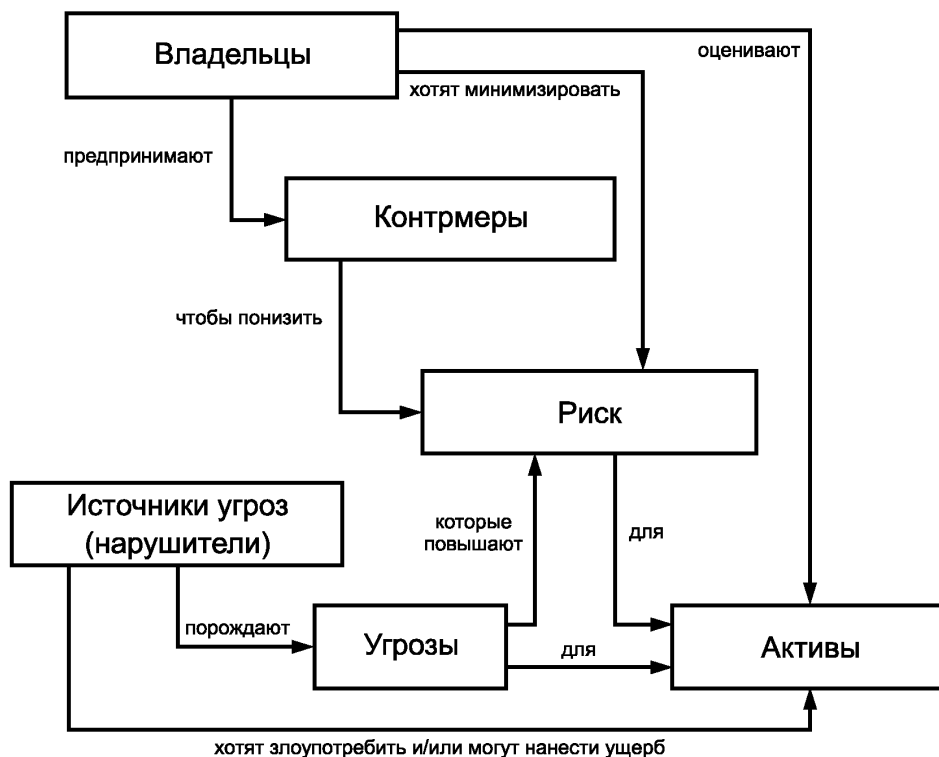 Владельцы
оценивают
хотят минимизировать
предпринимают
Контрмеры
чтобы понизить
Риск
Источники угроз
(нарушители)
которые
повышают
для
порождают
Угрозы
для
Активы
хотят злоупотребить и/или могут нанести ущерб